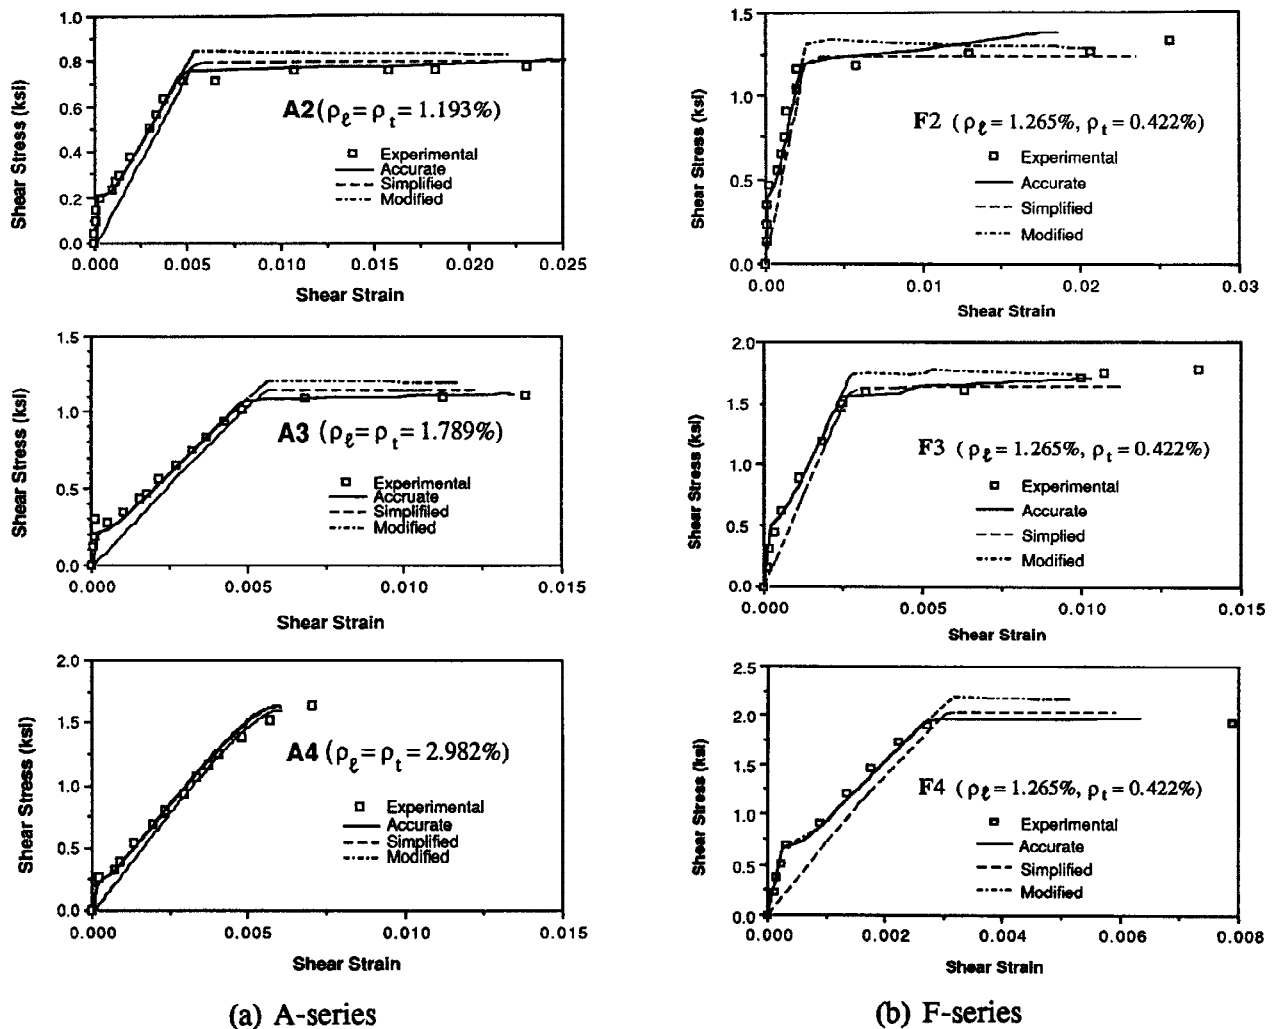 1.0
0.8
0.6
0.4
0.2
0.0
Shear Stress (ksi)
A2(ρℓ= ρt = 1.193%)
Experimental
Accurate
Simplified
Modified
0.000 0.005 0.010 0.015 0.020 0.025
Shear Strain
1.5
1.0
0.5
0.0
Shear Stress (ksi)
A3 (ρℓ= ρt = 1.789%)
Experimental
Accruate
Simplifiled
Modified
0.000 0.005 0.010 0.015
Shear Strain
2.0
1.5
1.0
0.5
0.0
Shear Stress (ksi)
A4 (ρℓ= ρt = 2.982%)
Experimental
Accurate
Simplified
Modified
0.000 0.005 0.010 0.015
Shear Strain
(a) A-series
1.5
1.0
0.5
0.0
Shear Stress (ksi)
F2 (ρℓ= 1.265%, ρt = 0.422%)
Experimental
Accurate
Simplified
Modified
0.00 0.01 0.02 0.03
Shear Strain
2.0
1.5
1.0
0.5
0.0
Shear Stress (ksi)
F3 (ρℓ= 1.265%, ρt = 0.422%)
Experimental
Accurate
Simplied
Modified
0.000 0.005 0.010 0.015
Shear Strain
2.5
2.0
1.5
1.0
0.5
0.0
Shear Stress (ksi)
F4 (ρℓ= 1.265%, ρt = 0.422%)
Experimental
Accurate
Simplified
Modified
0.000 0.002 0.004 0.006 0.008
Shear Strain
(b) F-series